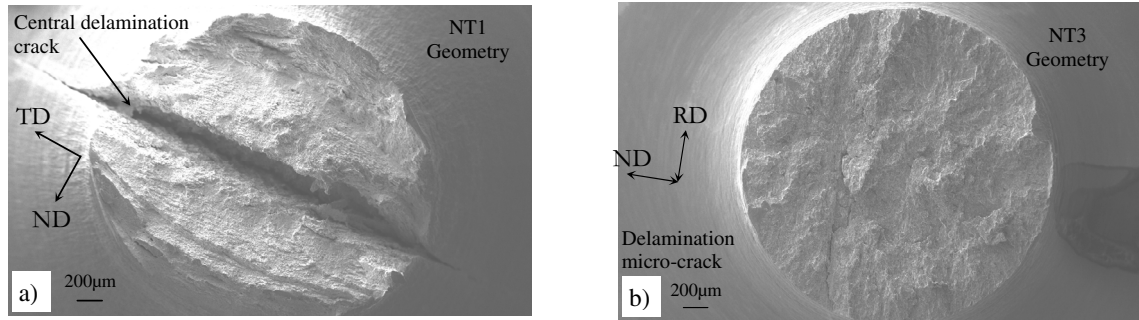 Central delamination
crack
NT1
Geometry
TD
ND
a)
200µm
NT3
Geometry
RD
ND
Delamination
micro-crack
b)
200µm